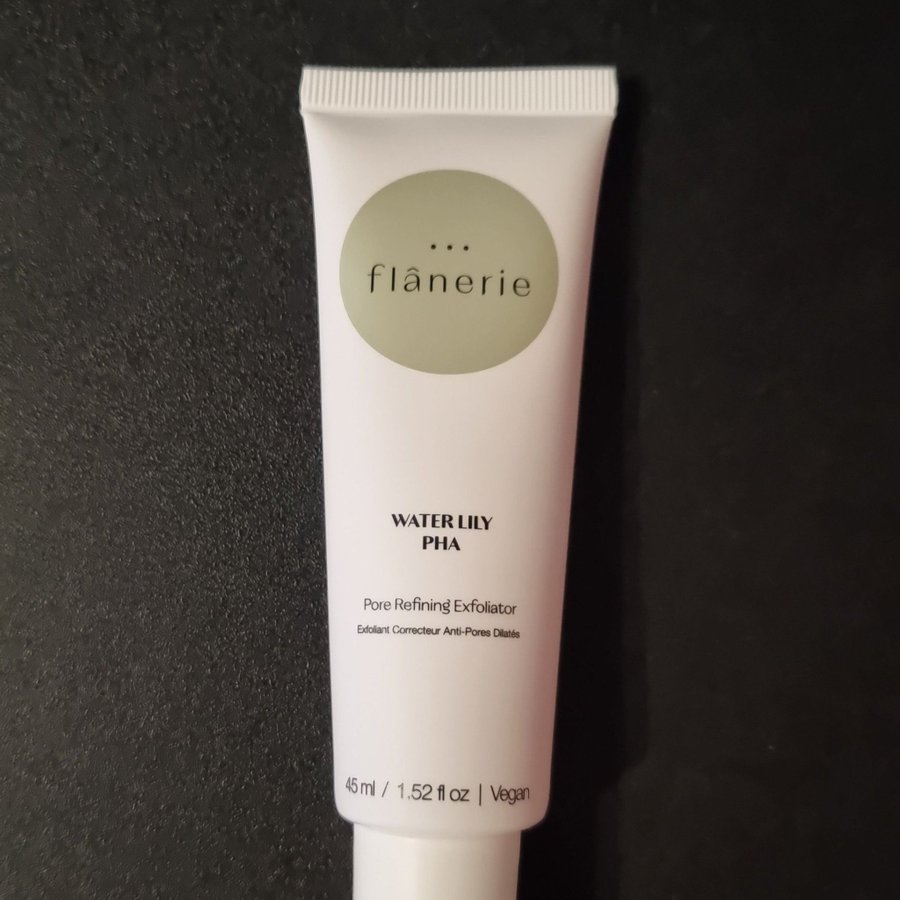 flânerie
WATER LILY
PHA
Pore Refining Exfoliator
Exfoliant Correcteur Anti-Pores Dilatés
45 ml / 1,52 fl oz | Vegan